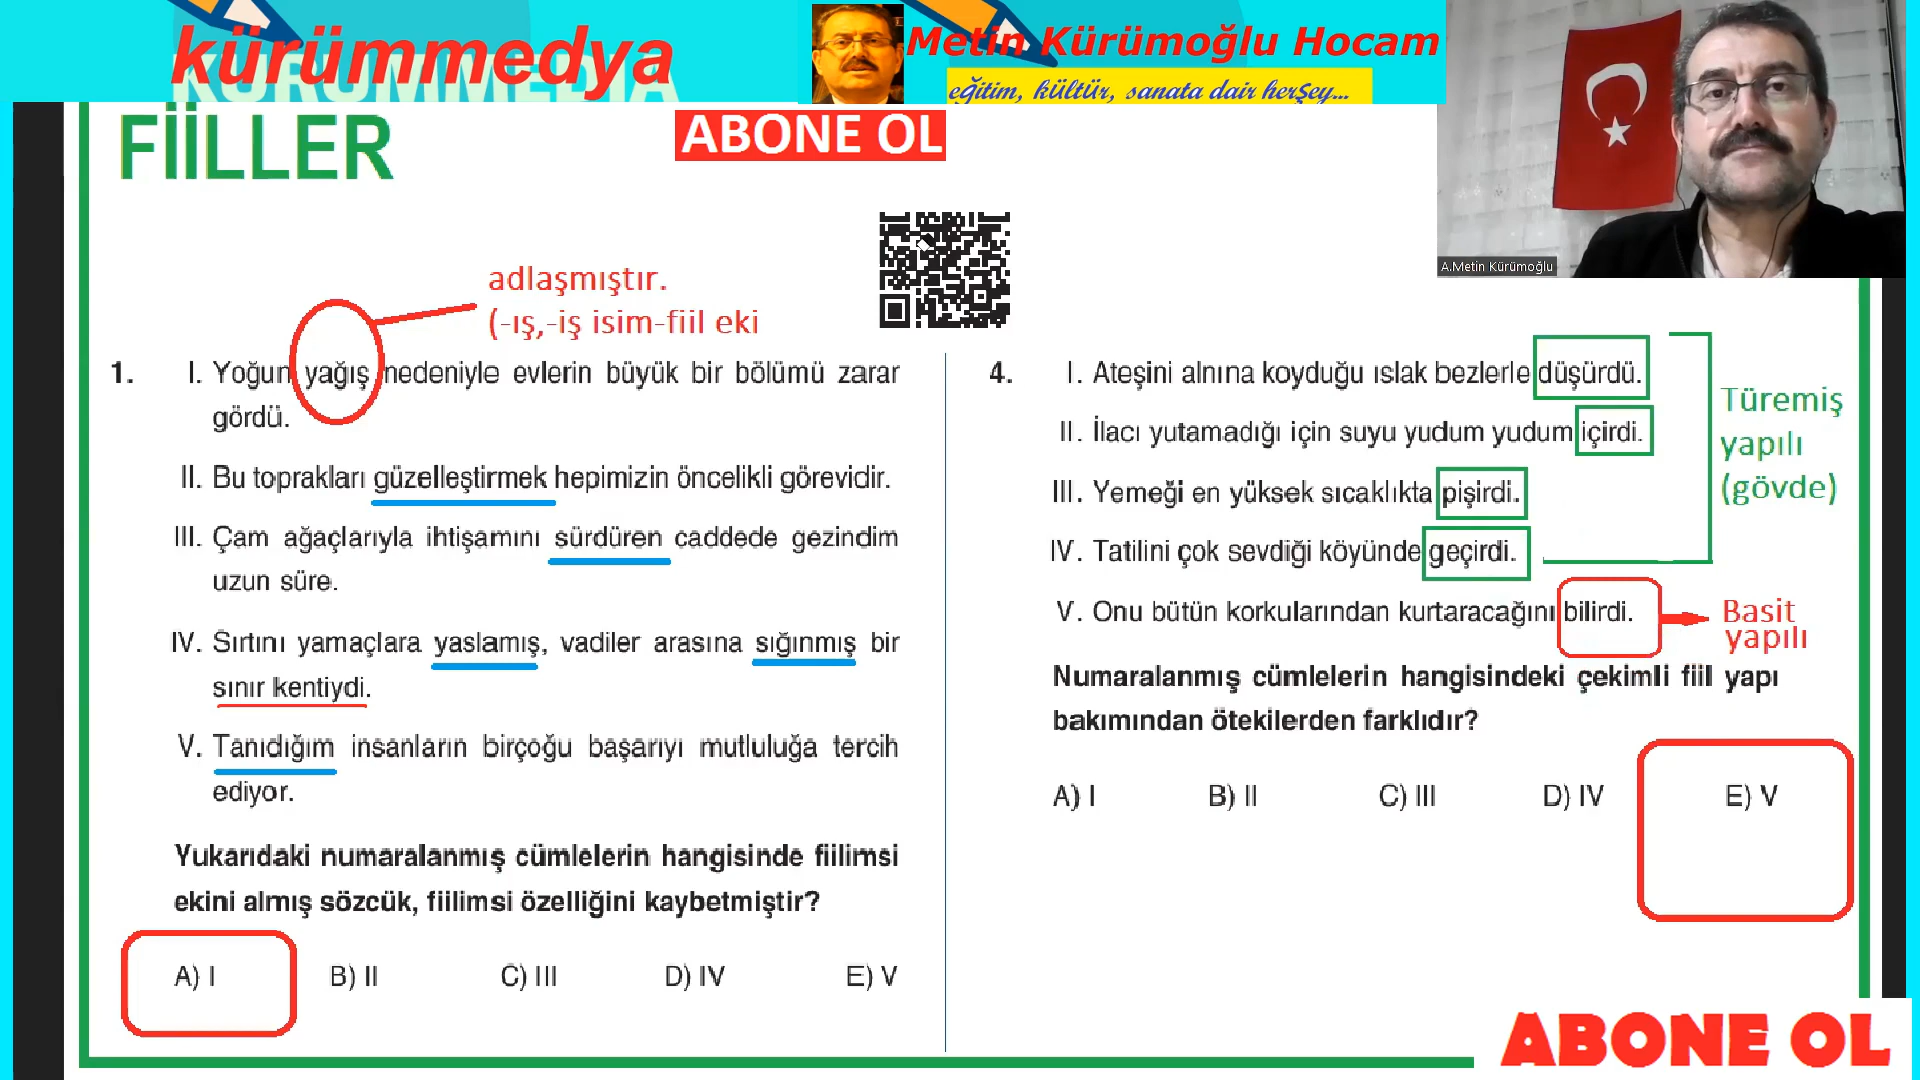 kürümmedya
KURUMMEDIA
Metin Kürümoğlu Hocam
eğitim, kültür, sanata dair herşey...
FİİLLER
ABONE OL
A.Metin Kürümoğlu
adlaşmıştır.
(-ış,-iş isim-fiil eki
1. I. Yoğun yağış nedeniyle evlerin büyük bir bölümü zarar
gördü.
II. Bu toprakları güzelleştirmek hepimizin öncelikli görevidir.
III. Çam ağaçlarıyla ihtişamını sürdüren caddede gezindim
uzun süre.
IV. Sırtını yamaçlara yaslamış, vadiler arasına sığınmış bir
sınır kentiydi.
V. Tanıdığım insanların birçoğu başarıyı mutluluğa tercih
ediyor.
Yukarıdaki numaralanmış cümlelerin hangisinde fiilimsi
ekini almış sözcük, fiilimsi özelliğini kaybetmiştir?
A) I B) II C) III D) IV E) V
4. I. Ateşini alnına koyduğu ıslak bezlerle düşürdü.
II. İlacı yutamadığı için suyu yudum yudum içirdi.
III. Yemeği en yüksek sıcaklıkta pişirdi.
IV. Tatilini çok sevdiği köyünde geçirdi.
V. Onu bütün korkularından kurtaracağını bilirdi.
Türemiş
yapılı
(gövde)
Basit
yapılı
Numaralanmış cümlelerin hangisindeki çekimli fiil yapı
bakımından ötekilerden farklıdır?
A) I B) II C) III D) IV E) V
ABONE OL